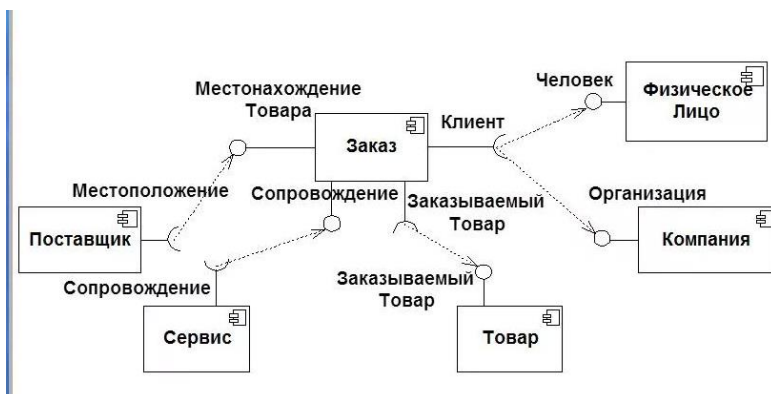 Человек
Физическое
Лицо
Местонахождение
Товара
Клиент
Заказ
Местоположение
Сопровождение
Заказываемый
Товар
Организация
Поставщик
Компания
Сопровождение
Заказываемый
Товар
Сервис
Товар